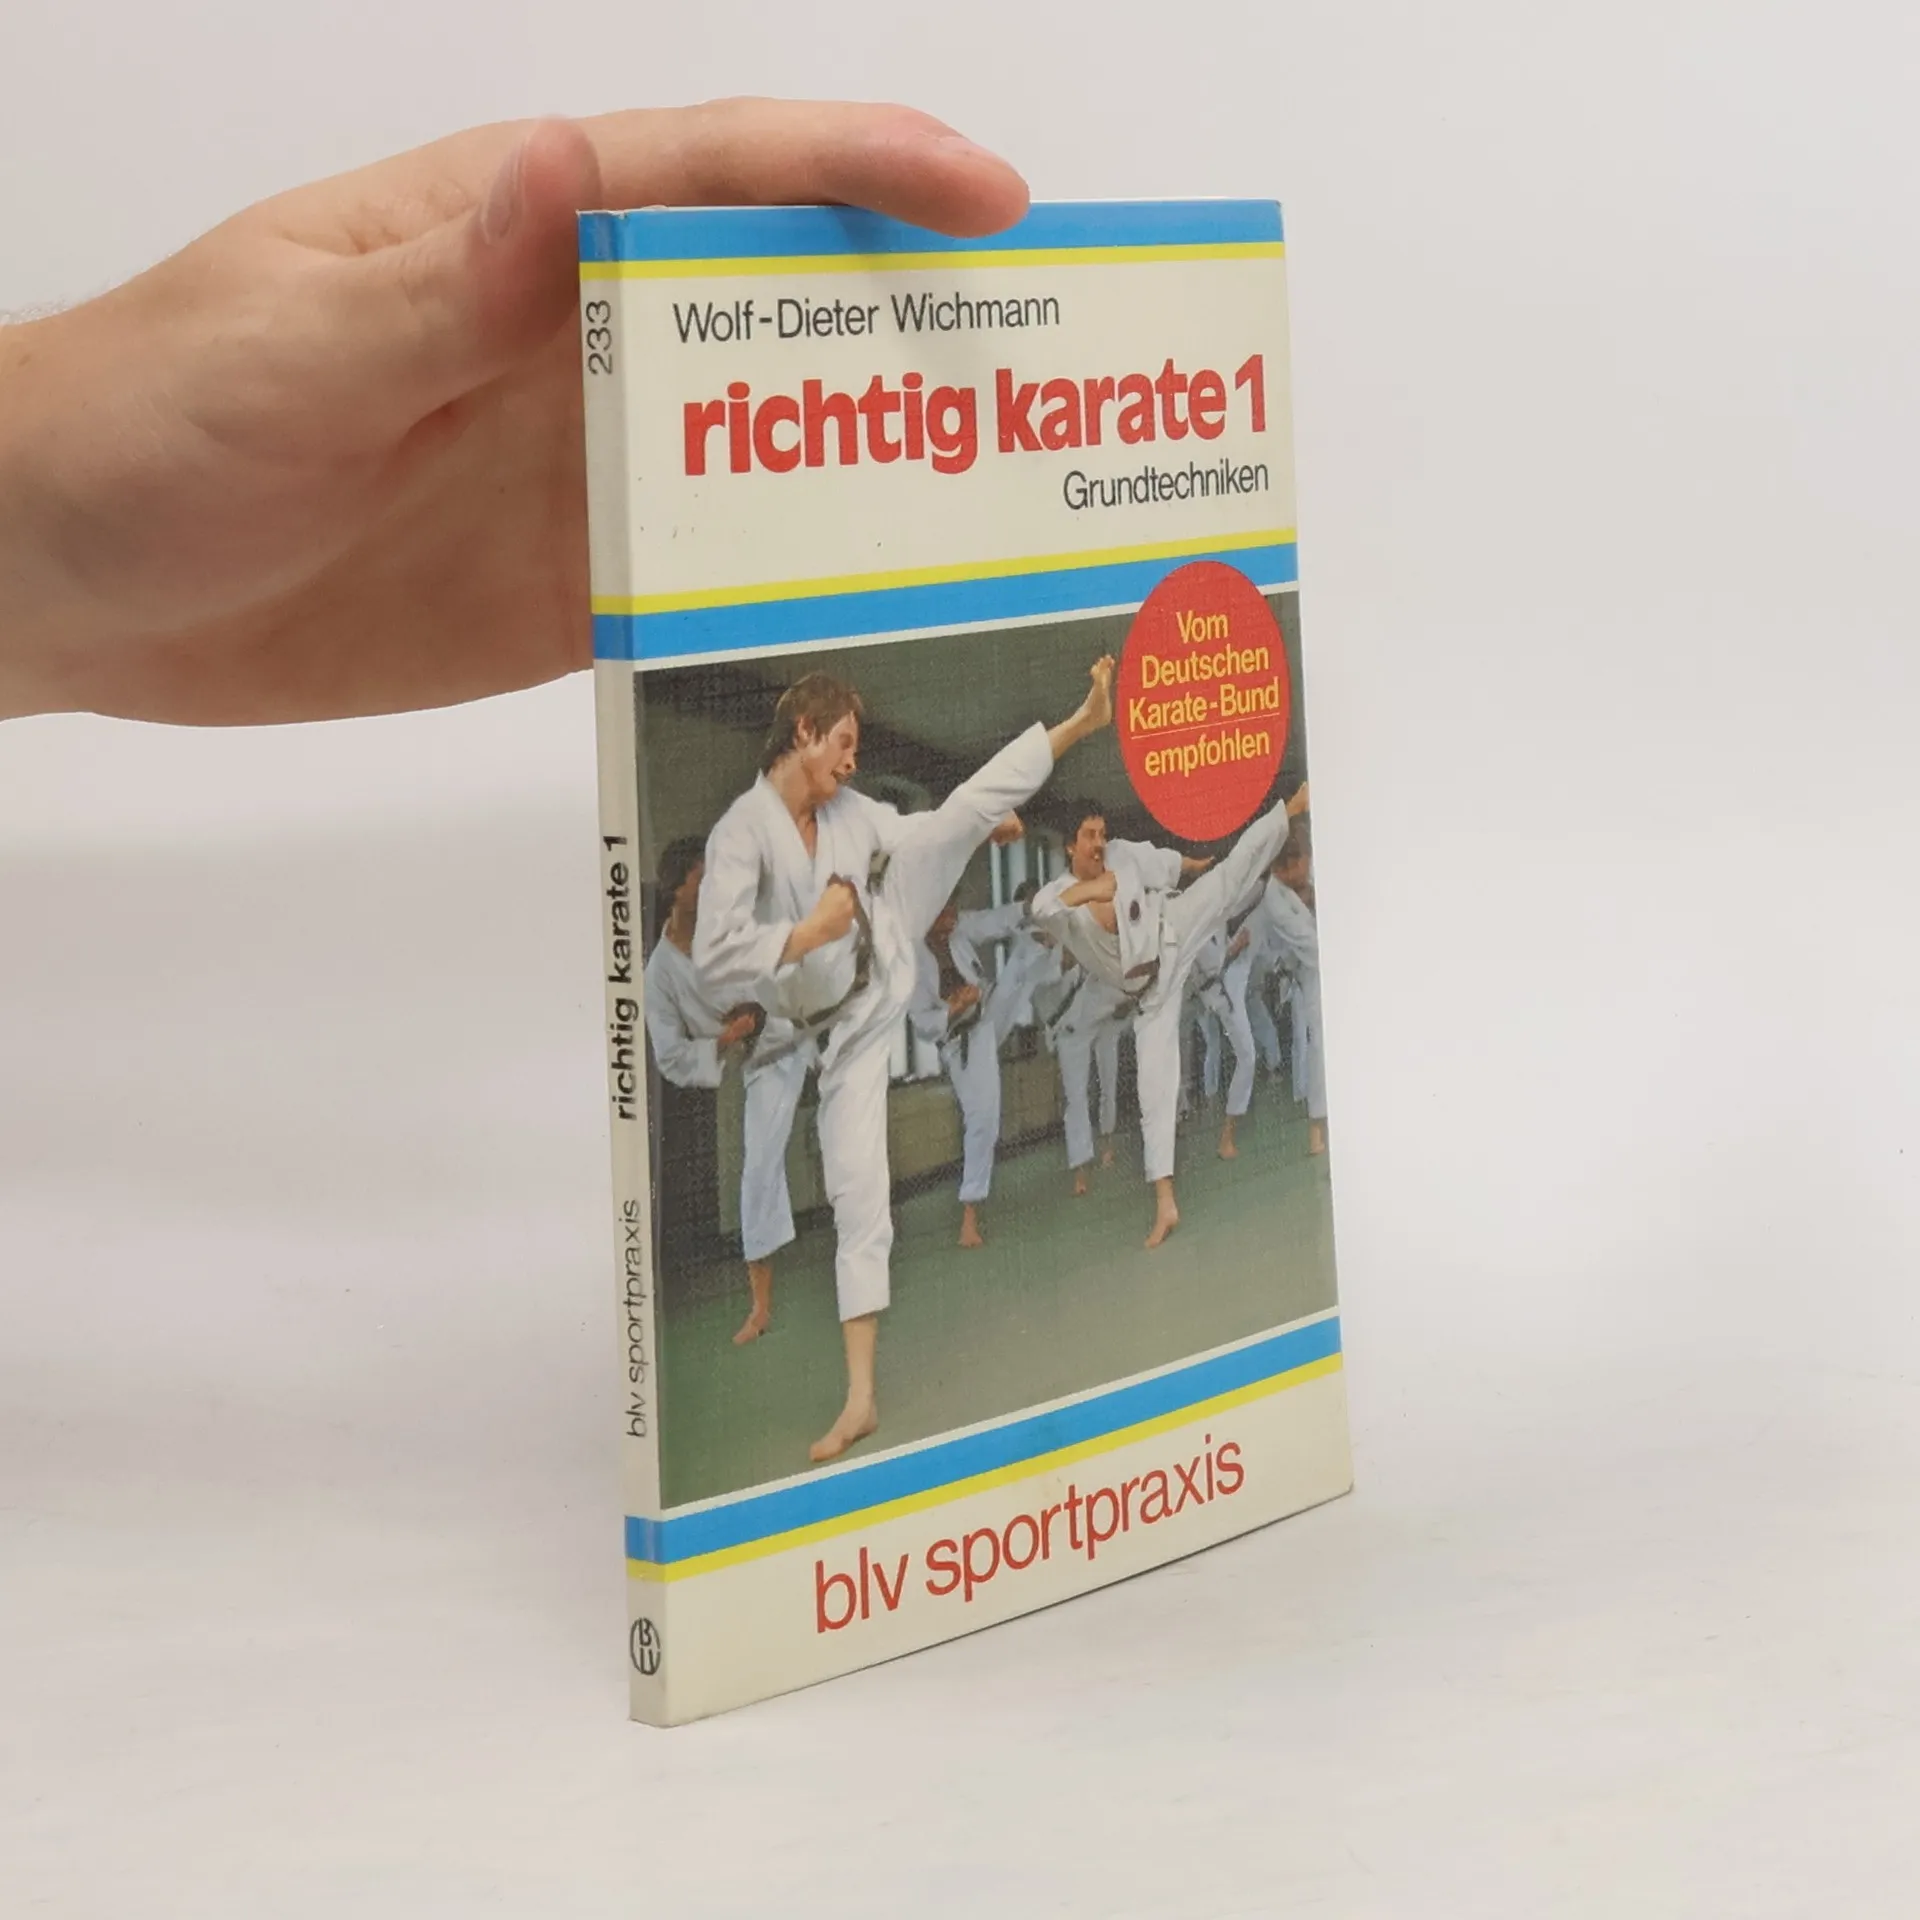 Wolf-Dieter Wichmann
richtig karate 1
Grundtechniken
Vom
Deutschen
Karate-Bund
empfohlen
blv sportpraxis
233
richtig karate 1
blv sportpraxis
BLV